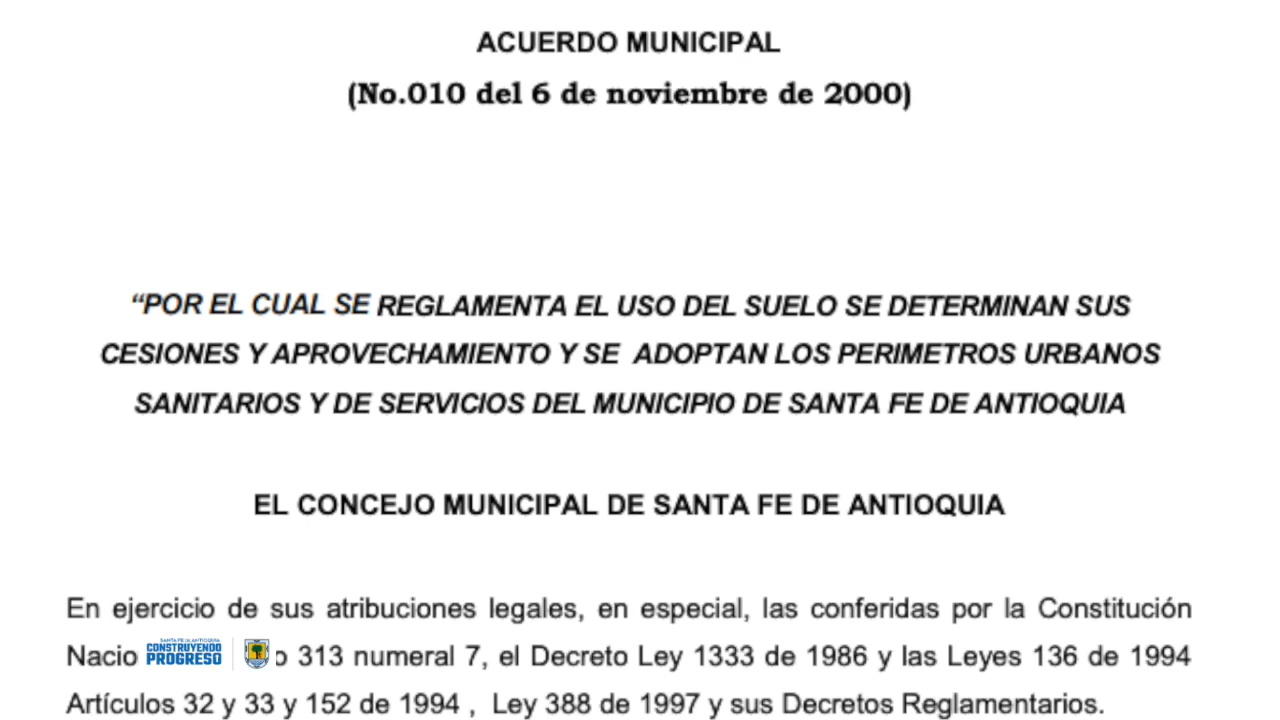 ACUERDO MUNICIPAL
(No.010 del 6 de noviembre de 2000)
“POR EL CUAL SE REGLAMENTA EL USO DEL SUELO SE DETERMINAN SUS
CESIONES Y APROVECHAMIENTO Y SE ADOPTAN LOS PERIMETROS URBANOS
SANITARIOS Y DE SERVICIOS DEL MUNICIPIO DE SANTA FE DE ANTIOQUIA
EL CONCEJO MUNICIPAL DE SANTA FE DE ANTIOQUIA
En ejercicio de sus atribuciones legales, en especial, las conferidas por la Constitución
Nacio SANTA FE DE ANTIOQUIA CONSTRUYENDO PROGRESO o 313 numeral 7, el Decreto Ley 1333 de 1986 y las Leyes 136 de 1994
Artículos 32 y 33 y 152 de 1994 , Ley 388 de 1997 y sus Decretos Reglamentarios.